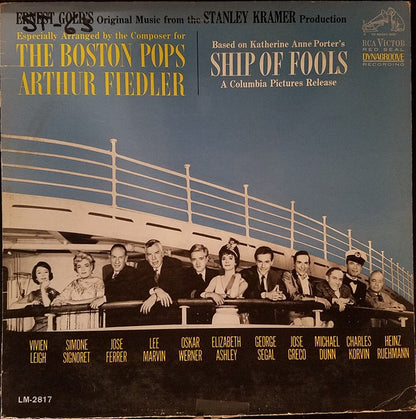 ERNEST GOLD'S Original Music from the STANLEY KRAMER Production
Especially Arranged by the Composer for
THE BOSTON POPS
ARTHUR FIEDLER
Based on Katherine Anne Porter's
SHIP OF FOOLS
A Columbia Pictures Release
RCA VICTOR
RED SEAL
DYNAGROOVE
RECORDING
VIVIEN LEIGH
SIMONE SIGNORET
JOSE FERRER
LEE MARVIN
OSKAR WERNER
ELIZABETH ASHLEY
GEORGE SEGAL
JOSE GRECO
MICHAEL DUNN
CHARLES KORVIN
HEINZ RUEHMANN
LM-2817